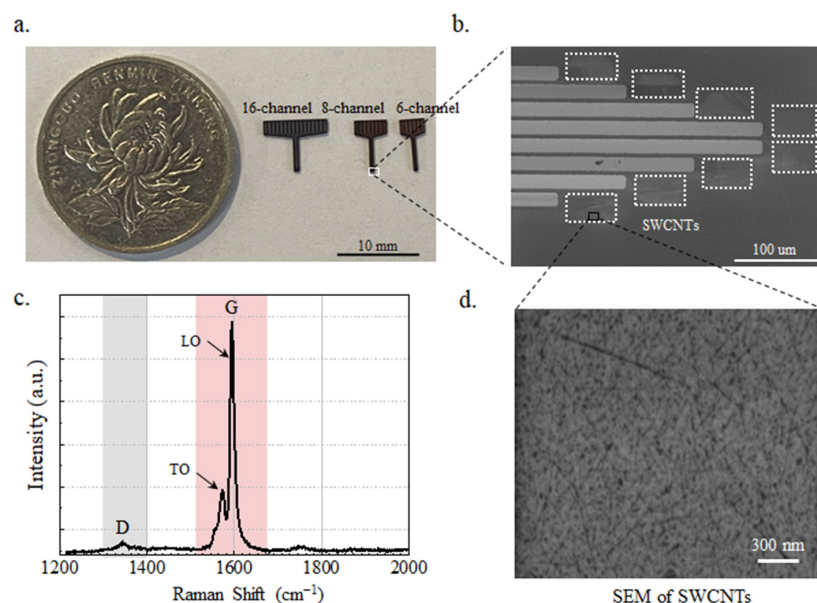 a.
ZHONGGUO RENMIN YINHANG
16-channel 8-channel 6-channel
10 mm
b.
SWCNTs
100 um
c.
G
LO
TO
D
Intensity (a.u.)
1200 1400 1600 1800 2000
Raman Shift (cm⁻¹)
d.
300 nm
SEM of SWCNTs